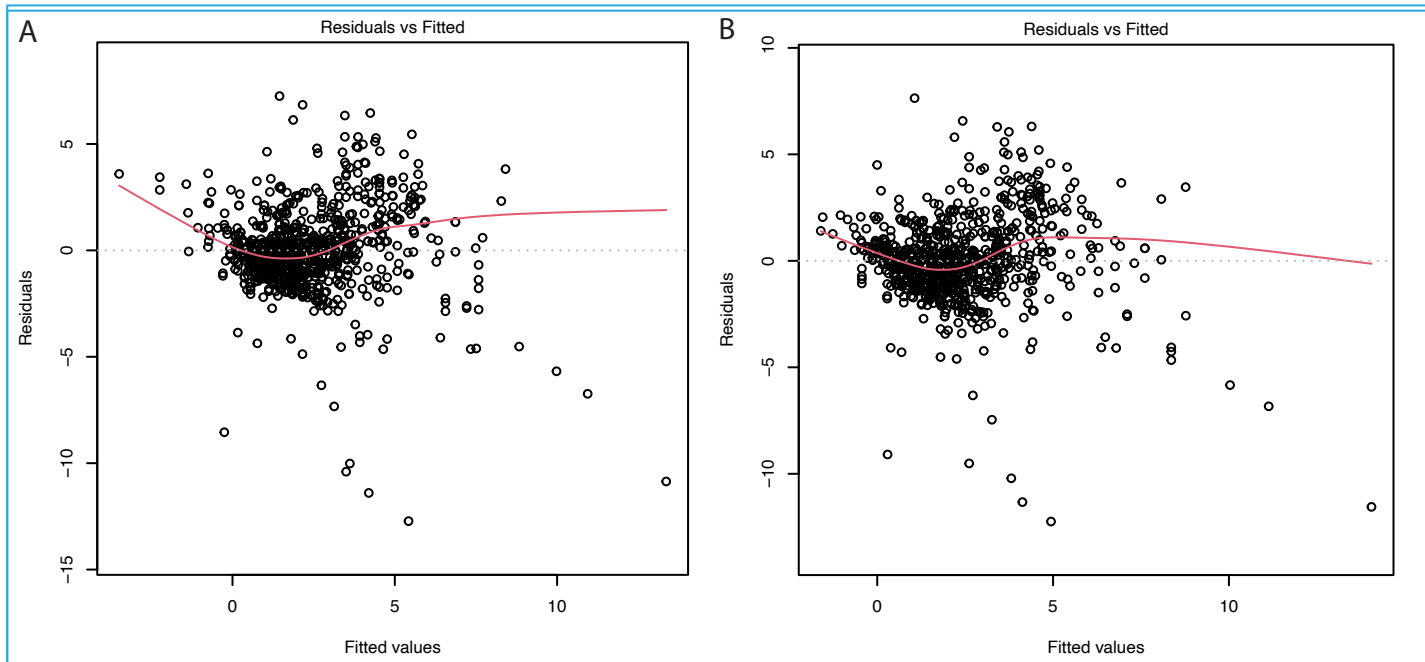 A
Residuals vs Fitted
Residuals
5
0
−5
−10
−15
0 5 10
Fitted values
B
Residuals vs Fitted
Residuals
10
5
0
−5
−10
0 5 10
Fitted values